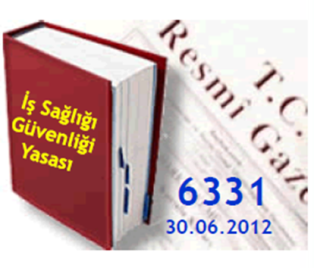 İş Sağlığı
Güvenliği
Yasası
T.C.
Resmi Gaze
6331
30.06.2012